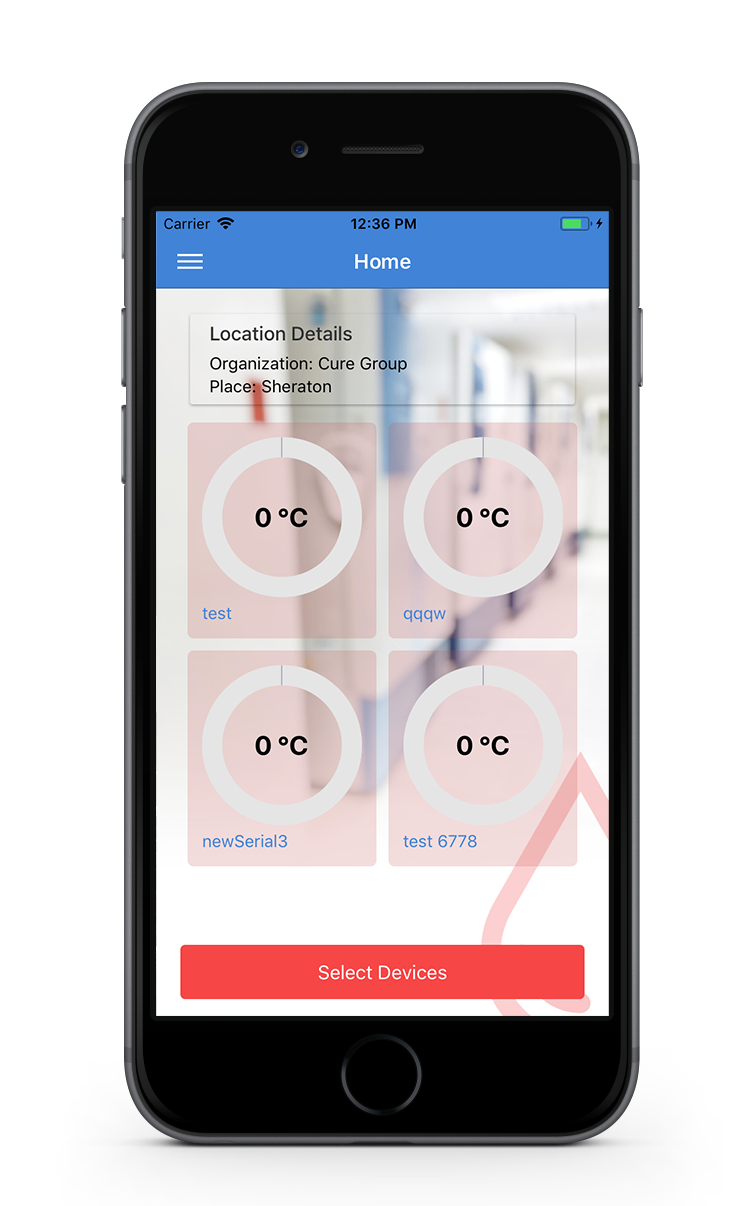 Carrier 12:36 PM
Home
Location Details
Organization: Cure Group
Place: Sheraton
0 °C 0 °C
test qqqw
0 °C 0 °C
newSerial3 test 6778
Select Devices